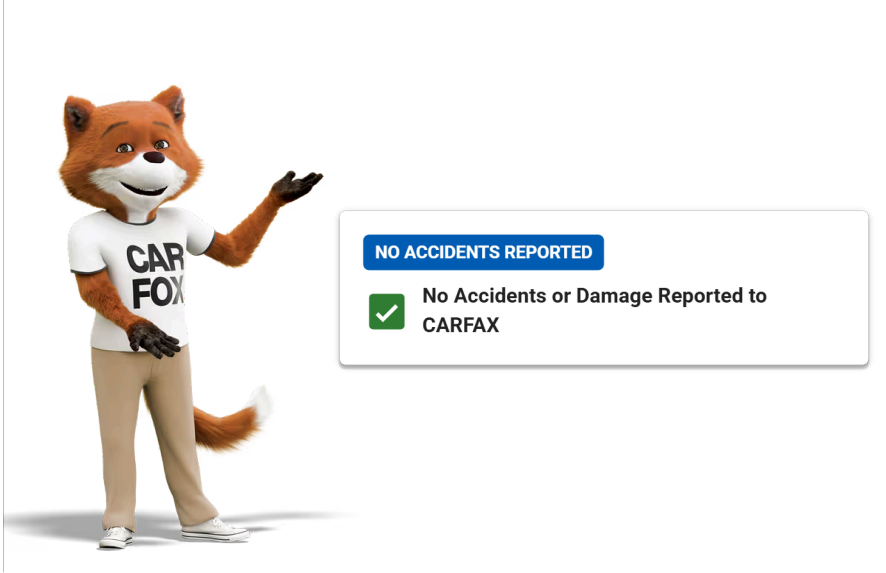 CAR
FOX
NO ACCIDENTS REPORTED
No Accidents or Damage Reported to
CARFAX